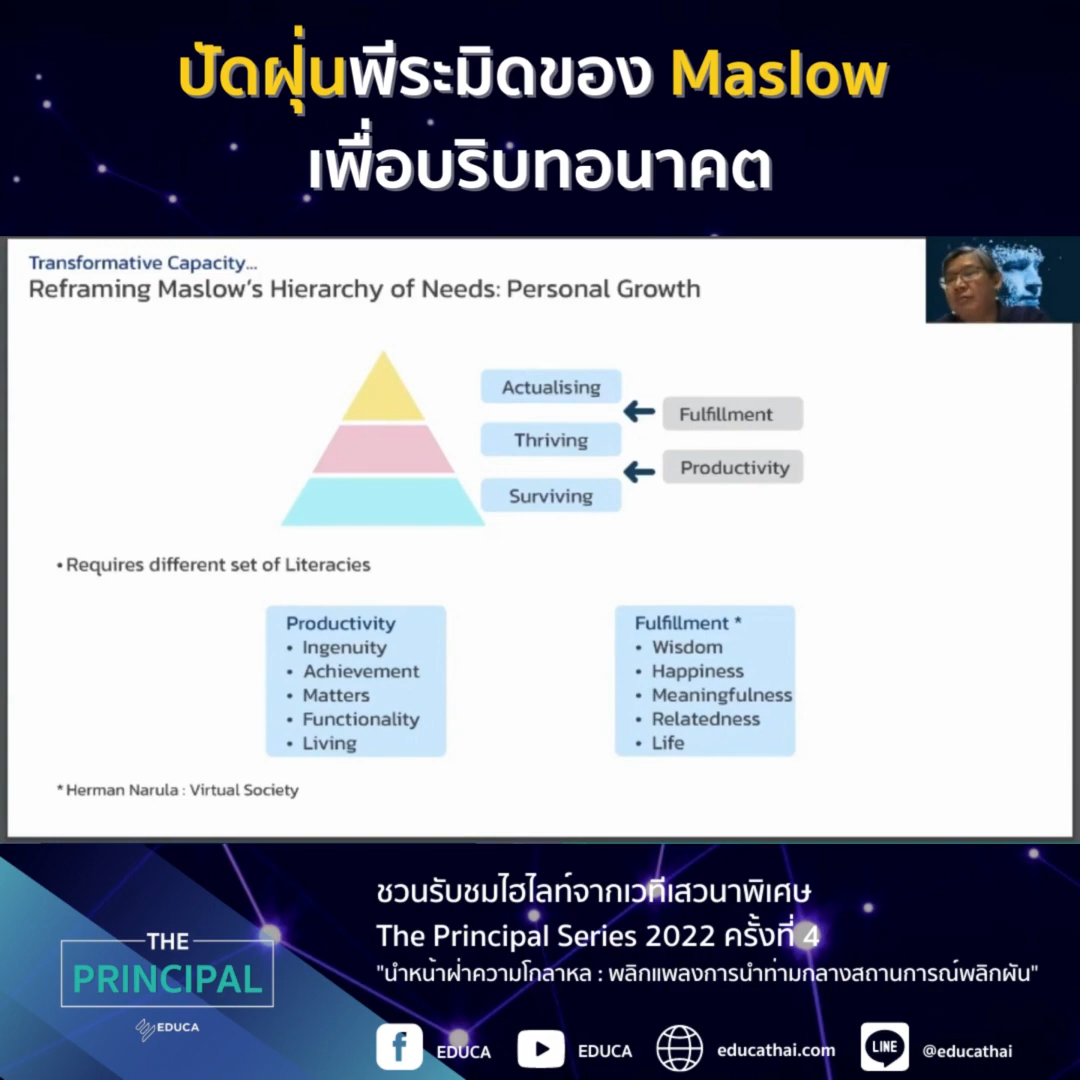 ปัดฝุ่นพีระมิดของ Maslow
เพื่อบริบทอนาคต
Transformative Capacity...
Reframing Maslow's Hierarchy of Needs: Personal Growth
Actualising
Fulfillment
Thriving
Productivity
Surviving
• Requires different set of Literacies
Productivity
• Ingenuity
• Achievement
• Matters
• Functionality
• Living
Fulfillment *
• Wisdom
• Happiness
• Meaningfulness
• Relatedness
• Life
* Herman Narula : Virtual Society
THE
PRINCIPAL
EDUCA
ชวนรับชมไฮไลท์จากเวทีเสวนาพิเศษ
The Principal Series 2022 ครั้งที่ 4
"นำหน้าฝ่าความโกลาหล : พลิกแพลงการนำท่ามกลางสถานการณ์พลิกผัน"
f EDUCA
EDUCA
educathai.com
LINE @educathai